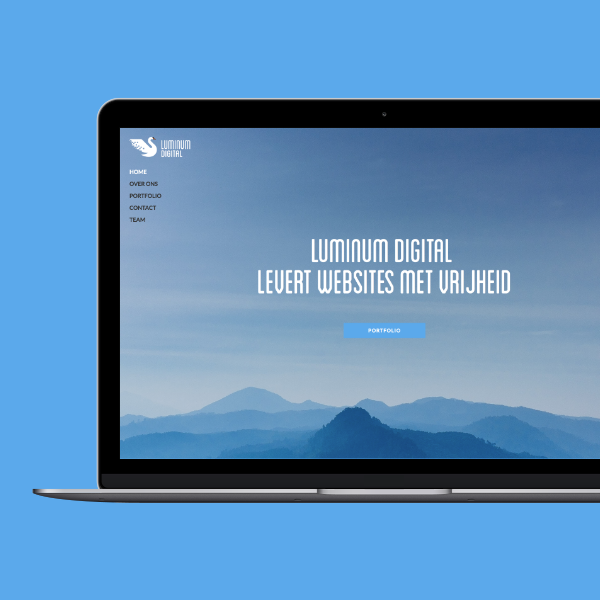 LUMINUM
DIGITAL
HOME
OVER ONS
PORTFOLIO
CONTACT
TEAM
LUMINUM DIGITAL
LEVERT WEBSITES MET VRIJHEID
PORTFOLIO